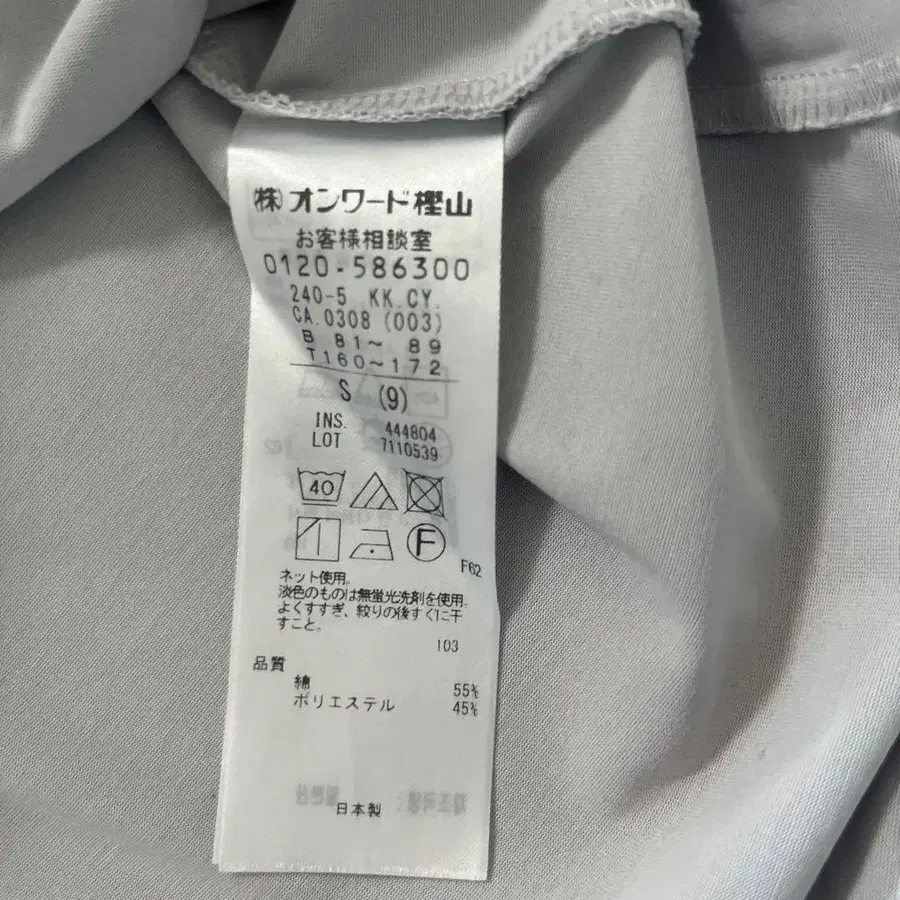 (株)オンワード樫山
お客様相談室
0120-586300
240-5 KK.CY.
CA.0308 (003)
B 81～ 89
T160～172
S (9)
INS. 444804
LOT 7110539
40
F
F62
ネット使用。
淡色のものは無蛍光洗剤を使用。
よくすすぎ、絞りの後すぐに干
すこと。
103
品質
綿 55%
ポリエステル 45%
日本製